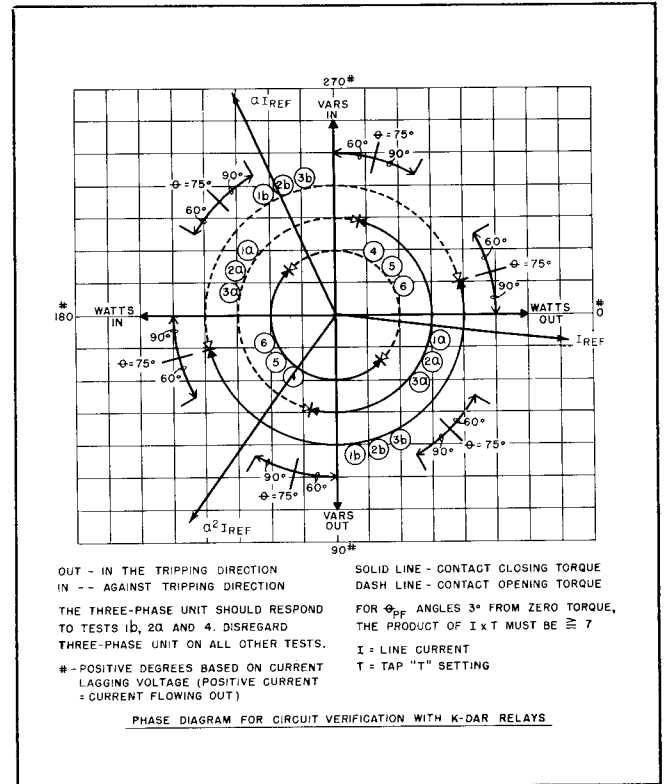 270#
αIREF
VARS
IN
θ = 75°
60°
90°
1b 2b 3b
90°
θ = 75°
60°
60°
θ = 75°
90°
1a
2a
3a
4
5
6
#
180
WATTS
IN
WATTS
OUT
#
0
IREF
90°
θ = 75°
60°
6
5
4
1a
2a
3a
60°
θ = 75°
90°
1b 2b 3b
90°
60°
θ = 75°
α²IREF
VARS
OUT
90#
OUT - IN THE TRIPPING DIRECTION
IN -- AGAINST TRIPPING DIRECTION
THE THREE-PHASE UNIT SHOULD RESPOND
TO TESTS 1b, 2a AND 4. DISREGARD
THREE-PHASE UNIT ON ALL OTHER TESTS.
# - POSITIVE DEGREES BASED ON CURRENT
LAGGING VOLTAGE (POSITIVE CURRENT
= CURRENT FLOWING OUT)
SOLID LINE - CONTACT CLOSING TORQUE
DASH LINE - CONTACT OPENING TORQUE
FOR θPF ANGLES 3° FROM ZERO TORQUE,
THE PRODUCT OF I x T MUST BE ≧ 7
I = LINE CURRENT
T = TAP "T" SETTING
PHASE DIAGRAM FOR CIRCUIT VERIFICATION WITH K-DAR RELAYS